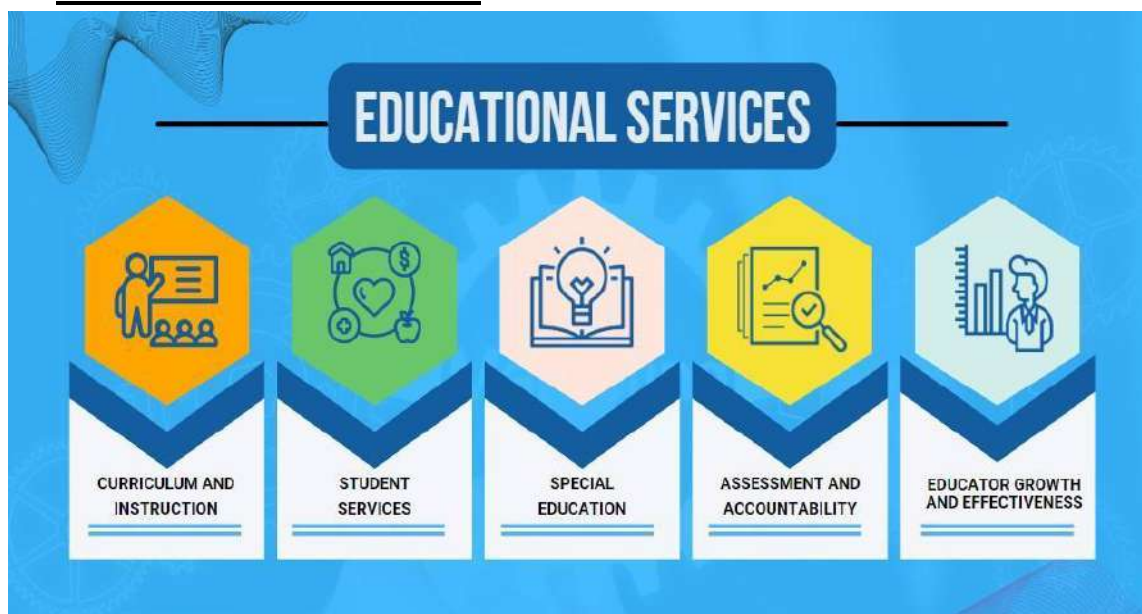 EDUCATIONAL SERVICES
CURRICULUM AND
INSTRUCTION
STUDENT
SERVICES
SPECIAL
EDUCATION
ASSESSMENT AND
ACCOUNTABILITY
EDUCATOR GROWTH
AND EFFECTIVENESS